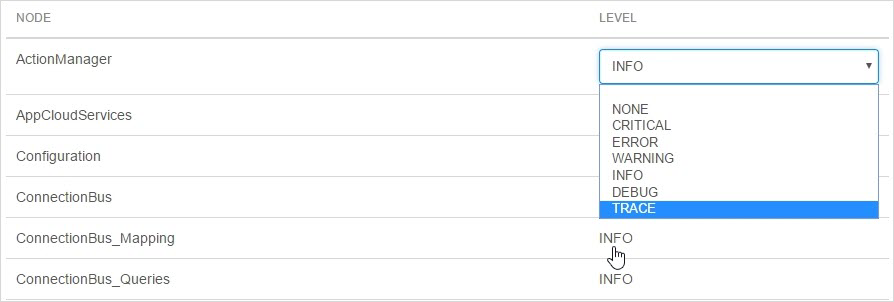 NODE LEVEL
ActionManager INFO
NONE
AppCloudServices CRITICAL
ERROR
Configuration WARNING
INFO
ConnectionBus DEBUG
TRACE
ConnectionBus_Mapping INFO
ConnectionBus_Queries INFO